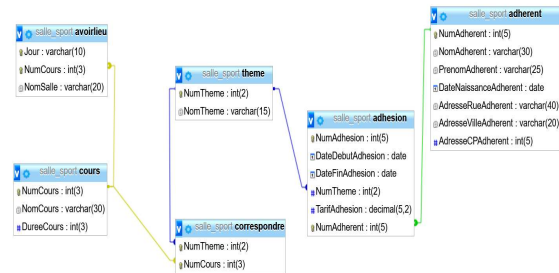 salle_sport avoirlieu
Jour : varchar(10)
NumCours : int(3)
NomSalle : varchar(20)
salle_sport cours
NumCours : int(3)
NomCours : varchar(30)
DureeCours : int(3)
salle_sport theme
NumTheme : int(2)
NomTheme : varchar(15)
salle_sport correspondre
NumTheme : int(2)
NumCours : int(3)
salle_sport adhesion
NumAdhesion : int(5)
DateDebutAdhesion : date
DateFinAdhesion : date
NumTheme : int(2)
TarifAdhesion : decimal(5,2)
NumAdherent : int(5)
salle_sport adherent
NumAdherent : int(5)
NomAdherent : varchar(30)
PrenomAdherent : varchar(25)
DateNaissanceAdherent : date
AdresseRueAdherent : varchar(40)
AdresseVilleAdherent : varchar(20)
AdresseCPAdherent : int(5)